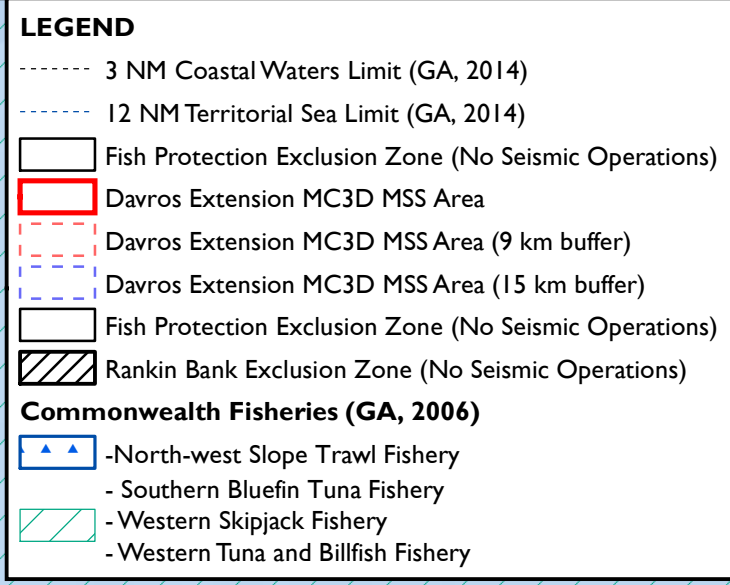 LEGEND
3 NM Coastal Waters Limit (GA, 2014)
12 NM Territorial Sea Limit (GA, 2014)
Fish Protection Exclusion Zone (No Seismic Operations)
Davros Extension MC3D MSS Area
Davros Extension MC3D MSS Area (9 km buffer)
Davros Extension MC3D MSS Area (15 km buffer)
Fish Protection Exclusion Zone (No Seismic Operations)
Rankin Bank Exclusion Zone (No Seismic Operations)
Commonwealth Fisheries (GA, 2006)
-North-west Slope Trawl Fishery
- Southern Bluefin Tuna Fishery
- Western Skipjack Fishery
- Western Tuna and Billfish Fishery